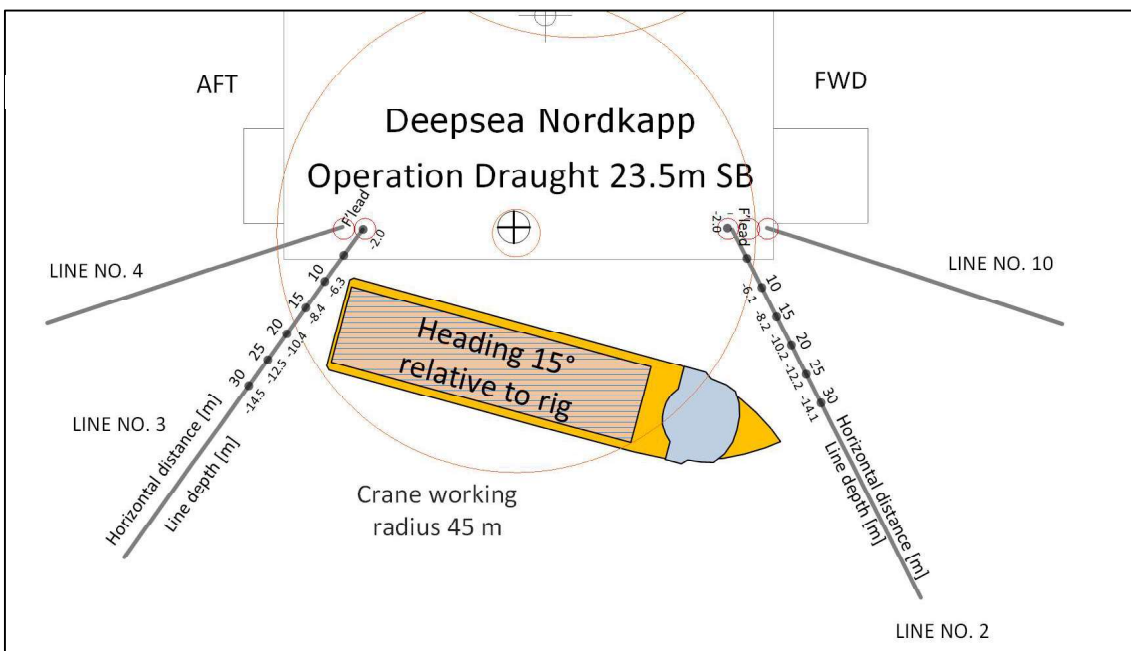 AFT
FWD
Deepsea Nordkapp
Operation Draught 23.5m SB
F'lead
-2.0
F'lead
-2.0
LINE NO. 4
LINE NO. 10
10
15
20
25
30
Horizontal distance [m]
-6.3
-8.4
-10.4
-12.5
-14.5
Line depth [m]
LINE NO. 3
Heading 15°
relative to rig
10
15
20
25
30
Horizontal distance [m]
-6.1
-8.2
-10.2
-12.2
-14.1
Line depth [m]
Crane working
radius 45 m
LINE NO. 2